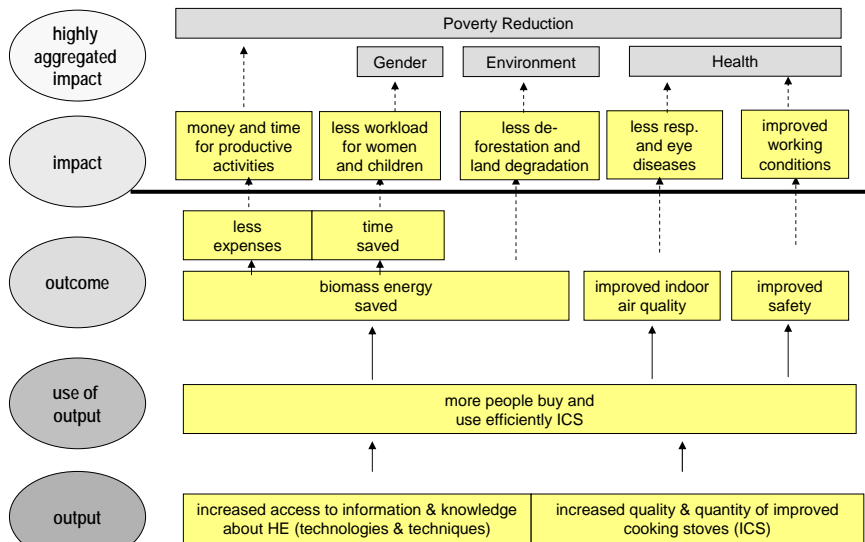 highly
aggregated
impact
Poverty Reduction
Gender
Environment
Health
impact
money and time
for productive
activities
less workload
for women
and children
less de-
forestation and
land degradation
less resp.
and eye
diseases
improved
working
conditions
outcome
less
expenses
time
saved
biomass energy
saved
improved indoor
air quality
improved
safety
use of
output
more people buy and
use efficiently ICS
output
increased access to information & knowledge
about HE (technologies & techniques)
increased quality & quantity of improved
cooking stoves (ICS)